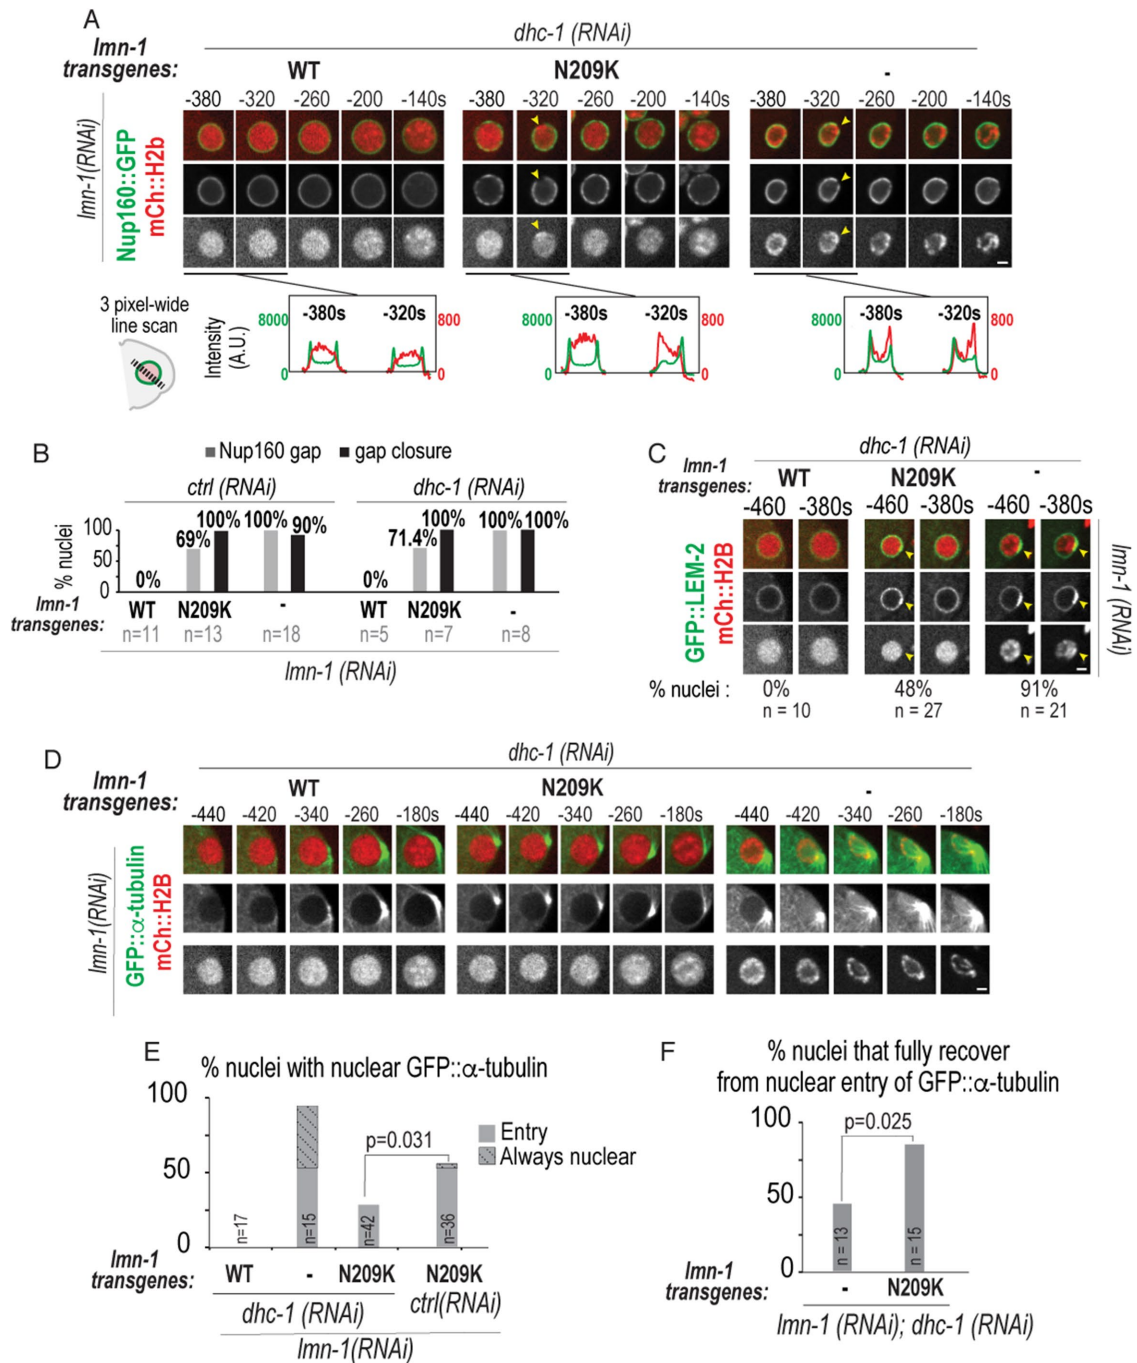 A
dhc-1 (RNAi)
lmn-1
transgenes:
WT
N209K
-
-380 -320 -260 -200 -140s
-380 -320 -260 -200 -140s
-380 -320 -260 -200 -140s
lmn-1(RNAi)
Nup160::GFP
mCh::H2b
3 pixel-wide
line scan
Intensity
(A.U.)
8000
0
-380s -320s
800
0
8000
0
-380s -320s
800
0
8000
0
-380s -320s
800
0
B
Nup160 gap gap closure
ctrl (RNAi)
dhc-1 (RNAi)
% nuclei
100
50
0
0% 69% 100% 100% 90%
0% 71.4% 100% 100% 100%
lmn-1
transgenes:
WT N209K - WT N209K -
n=11 n=13 n=18 n=5 n=7 n=8
lmn-1 (RNAi)
C
dhc-1 (RNAi)
lmn-1
transgenes:
WT
N209K
-
-460 -380s -460 -380s -460 -380s
GFP::LEM-2
mCh::H2B
lmn-1 (RNAi)
% nuclei : 0% 48% 91%
n = 10 n = 27 n = 21
D
dhc-1 (RNAi)
lmn-1
transgenes:
WT
N209K
-
-440 -420 -340 -260 -180s
-440 -420 -340 -260 -180s
-440 -420 -340 -260 -180s
lmn-1(RNAi)
GFP::α-tubulin
mCh::H2B
E
% nuclei with nuclear GFP::α-tubulin
100
50
0
p=0.031
Entry
Always nuclear
n=17 n=15 n=42 n=36
lmn-1
transgenes:
WT - N209K N209K
dhc-1 (RNAi) ctrl(RNAi)
lmn-1(RNAi)
F
% nuclei that fully recover
from nuclear entry of GFP::α-tubulin
100
50
0
p=0.025
n = 13 n = 15
lmn-1
transgenes:
- N209K
lmn-1 (RNAi); dhc-1 (RNAi)